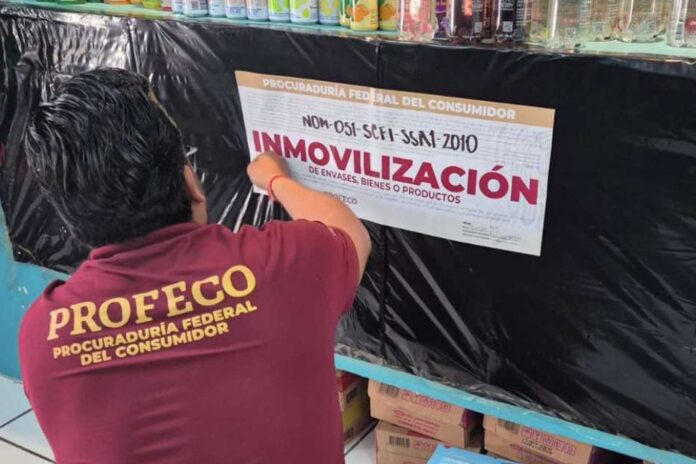 PROCURADURÍA FEDERAL DEL CONSUMIDOR
NOM-051-SCFI-SSA1-2010
INMOVILIZACIÓN
DE ENVASES, BIENES O PRODUCTOS
PROFECO
PROFECO
PROCURADURÍA FEDERAL
DEL CONSUMIDOR